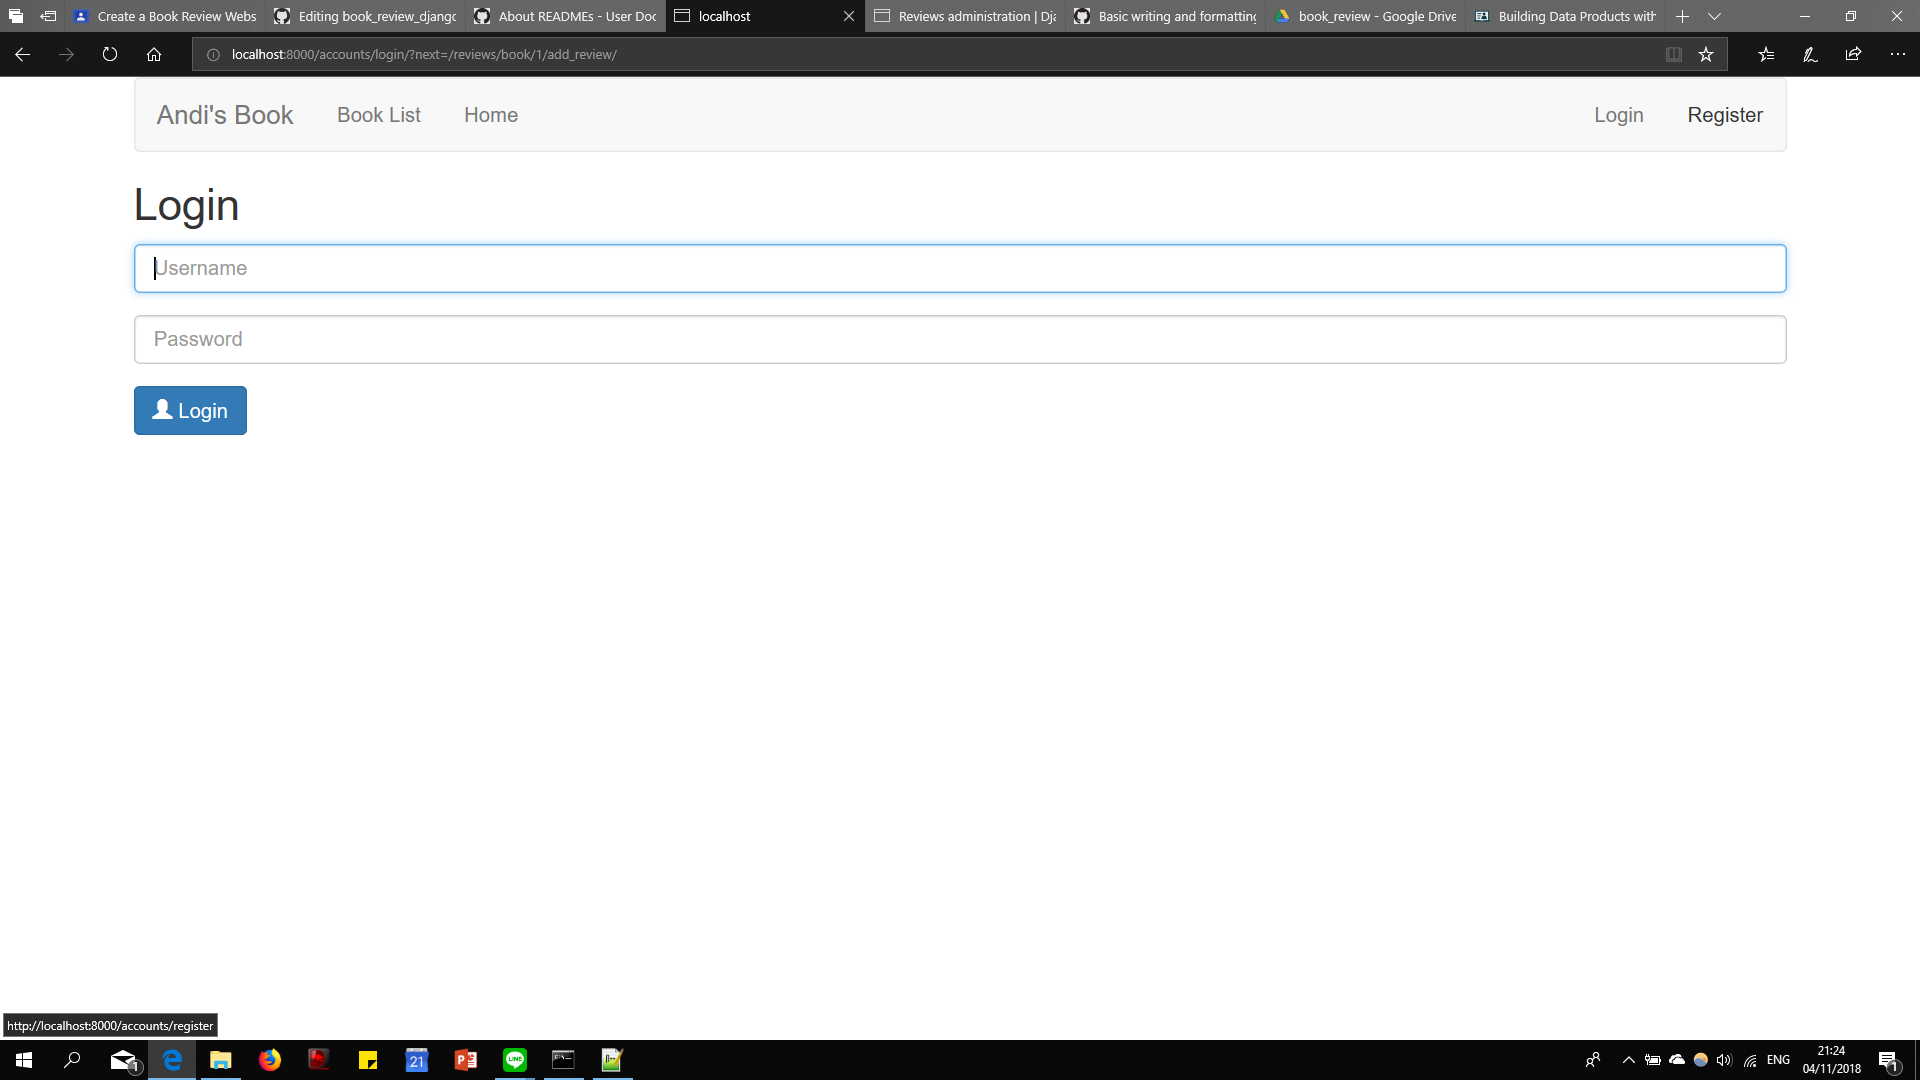 Create a Book Review Webs
Editing book_review_djangc
About READMEs - User Doc
localhost
Reviews administration | Dja
Basic writing and formatting
book_review - Google Drive
Building Data Products with
localhost:8000/accounts/login/?next=/reviews/book/1/add_review/
Andi's Book
Book List
Home
Login
Register
Login
Username
Password
Login
http://localhost:8000/accounts/register
1
21
LINE
ENG
21:24
04/11/2018
1